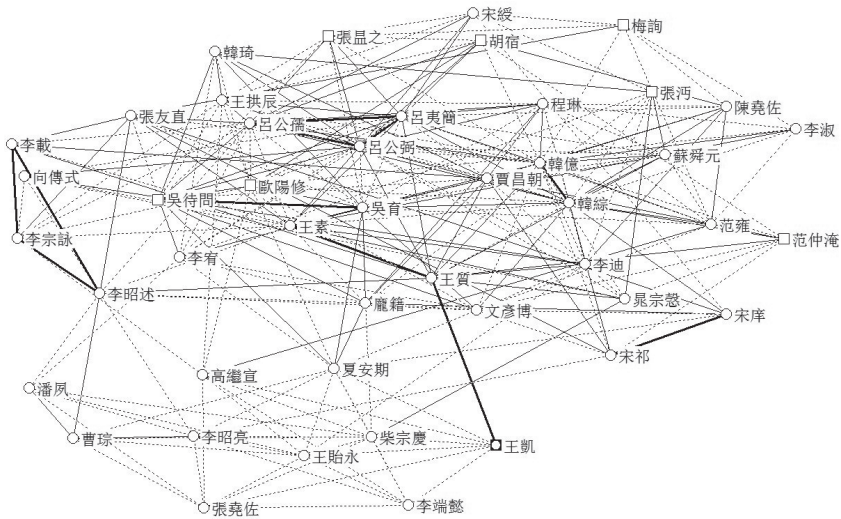 宋綬
梅詢
張昷之
胡宿
韓琦
張沔
王拱辰
程琳
陳堯佐
張友直
呂公孺
呂夷簡
李淑
李載
呂公弼
蘇舜元
韓億
向傳式
賈昌朝
歐陽修
吳待問
吳育
韓綜
王素
范雍
李宗詠
范仲淹
李宥
李迪
王質
李昭述
龐籍
晁宗愨
文彥博
宋庠
宋祁
高繼宣
夏安期
潘夙
曹琮
李昭亮
柴宗慶
王凱
王貽永
張堯佐
李端懿